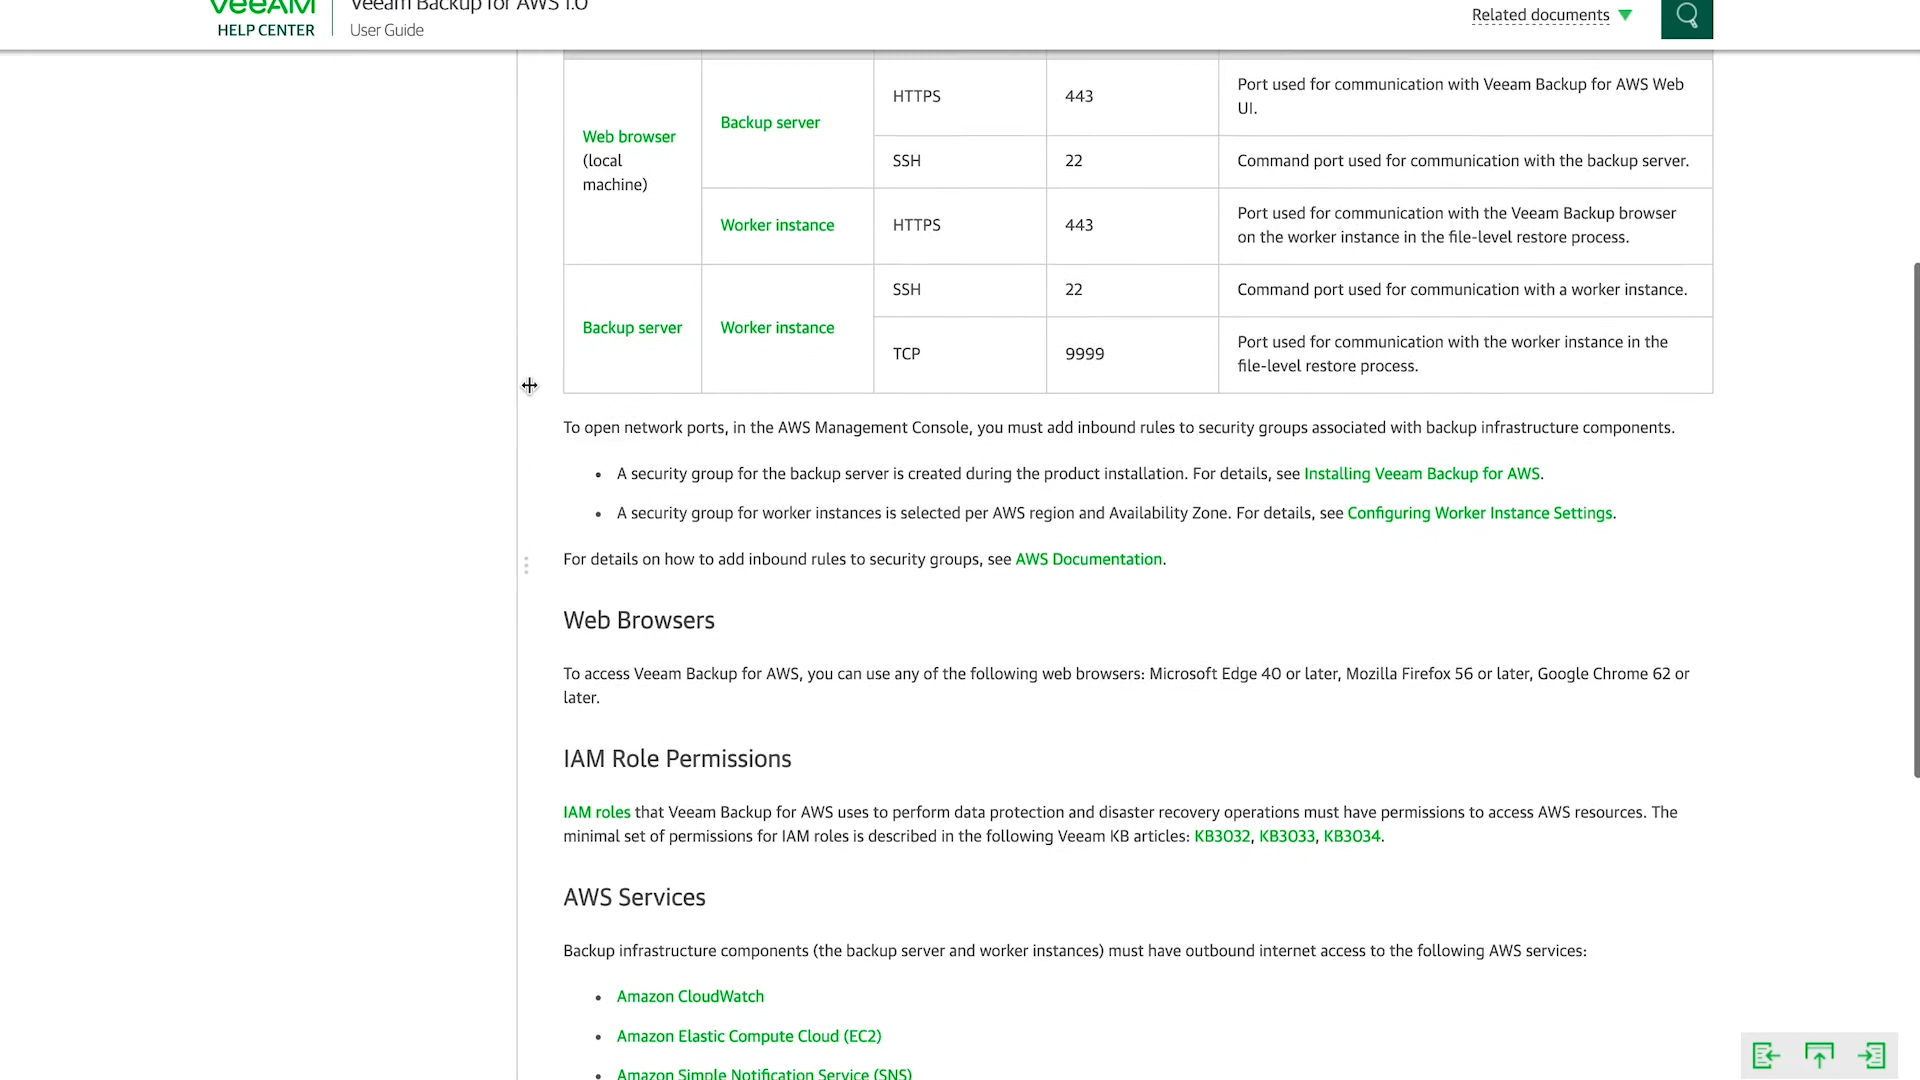 veeam
Veeam Backup for AWS 1.0
HELP CENTER
User Guide
Related documents
Web browser
(local
machine)
Backup server
HTTPS
443
Port used for communication with Veeam Backup for AWS Web
UI.
SSH
22
Command port used for communication with the backup server.
Worker instance
HTTPS
443
Port used for communication with the Veeam Backup browser
on the worker instance in the file-level restore process.
Backup server
Worker instance
SSH
22
Command port used for communication with a worker instance.
TCP
9999
Port used for communication with the worker instance in the
file-level restore process.
To open network ports, in the AWS Management Console, you must add inbound rules to security groups associated with backup infrastructure components.
• A security group for the backup server is created during the product installation. For details, see Installing Veeam Backup for AWS.
• A security group for worker instances is selected per AWS region and Availability Zone. For details, see Configuring Worker Instance Settings.
For details on how to add inbound rules to security groups, see AWS Documentation.
Web Browsers
To access Veeam Backup for AWS, you can use any of the following web browsers: Microsoft Edge 40 or later, Mozilla Firefox 56 or later, Google Chrome 62 or
later.
IAM Role Permissions
IAM roles that Veeam Backup for AWS uses to perform data protection and disaster recovery operations must have permissions to access AWS resources. The
minimal set of permissions for IAM roles is described in the following Veeam KB articles: KB3032, KB3033, KB3034.
AWS Services
Backup infrastructure components (the backup server and worker instances) must have outbound internet access to the following AWS services:
• Amazon CloudWatch
• Amazon Elastic Compute Cloud (EC2)
• Amazon Simple Notification Service (SNS)